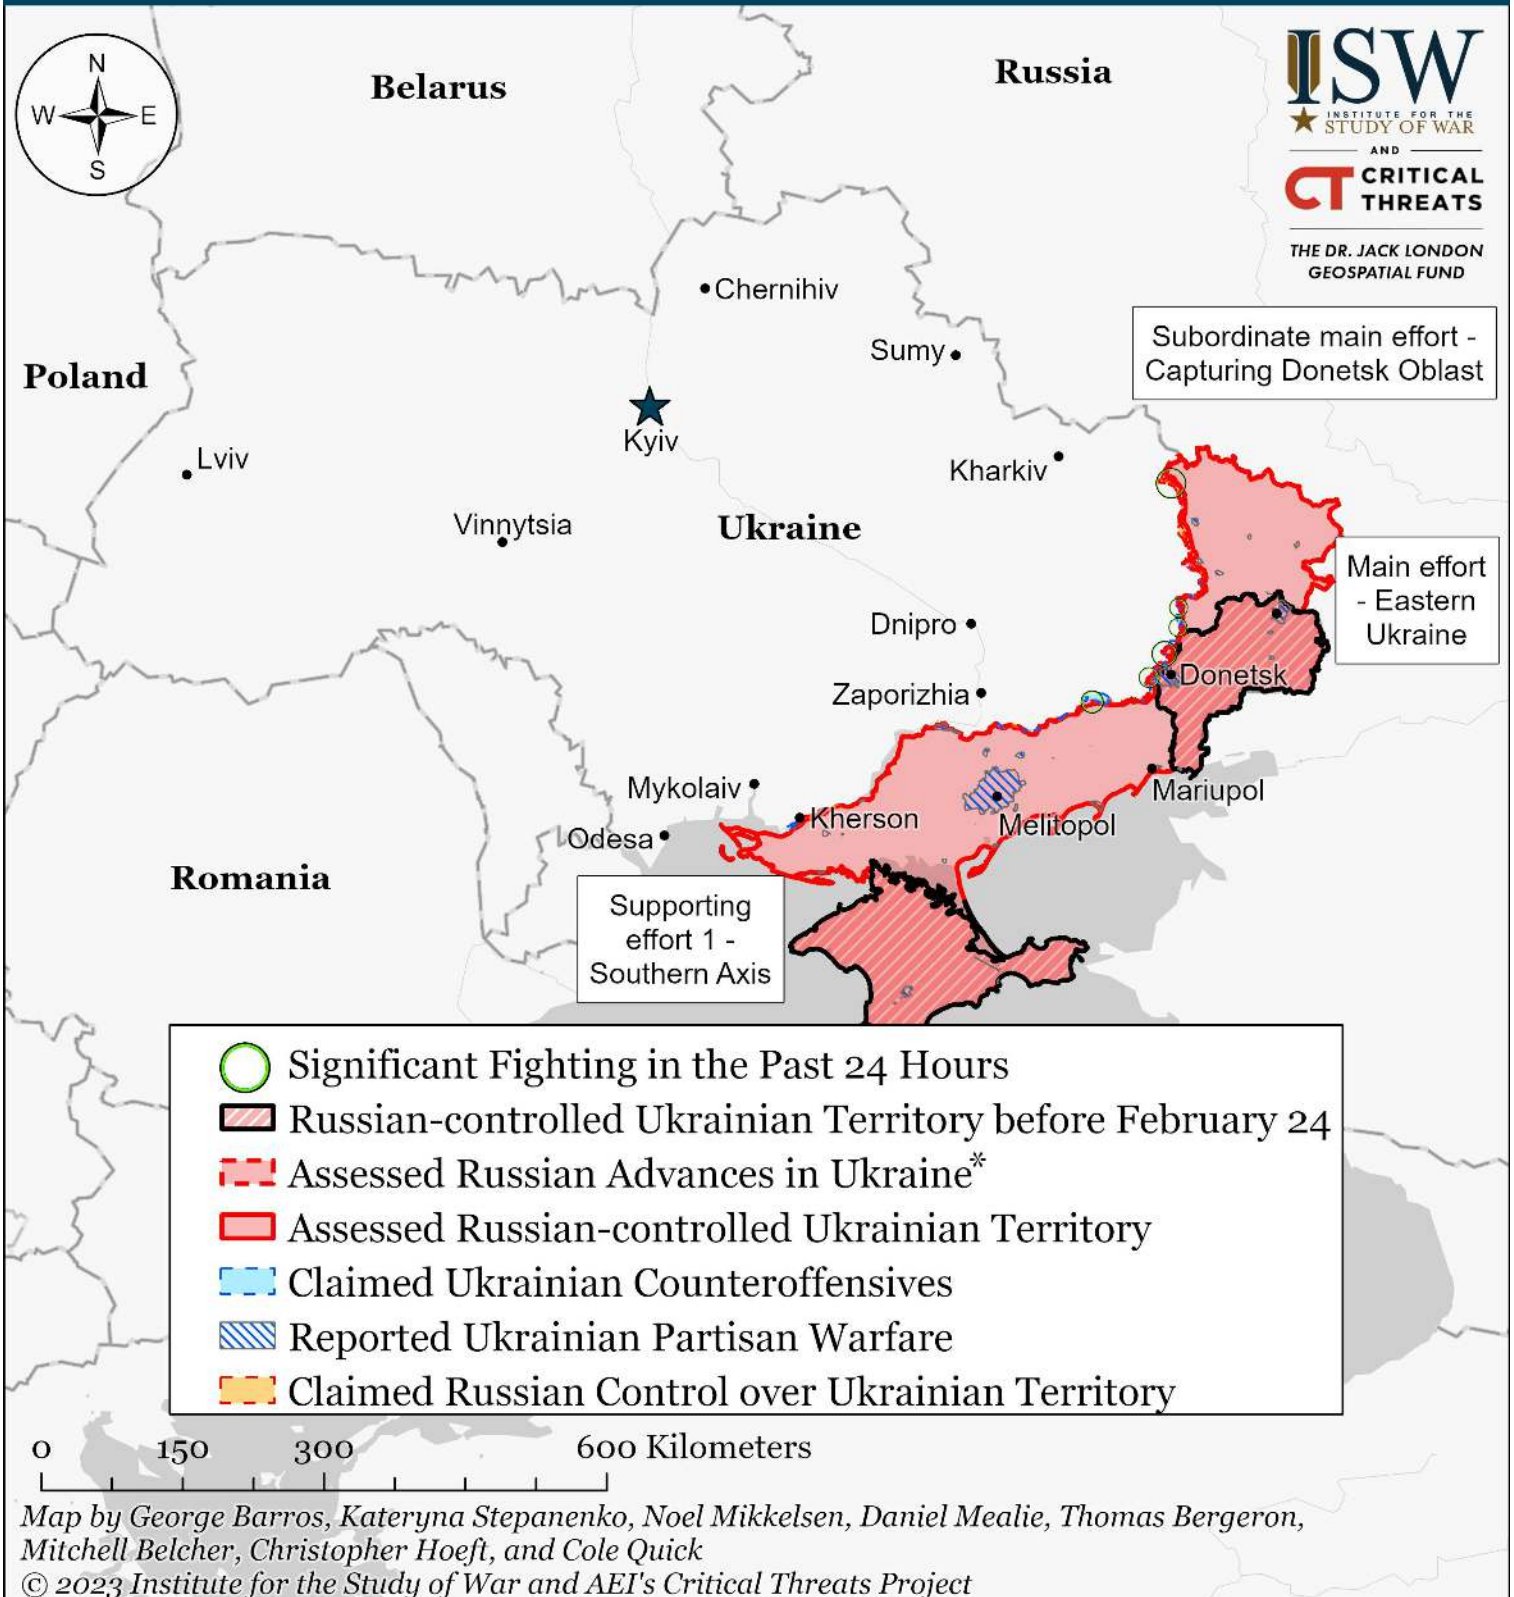 N
W E
S
Belarus
Russia
ISW
INSTITUTE FOR THE
STUDY OF WAR
AND
CT CRITICAL
THREATS
THE DR. JACK LONDON
GEOSPATIAL FUND
Chernihiv
Subordinate main effort -
Capturing Donetsk Oblast
Sumy
Poland
Kyiv
Lviv
Kharkiv
Vinnytsia
Ukraine
Main effort
- Eastern
Ukraine
Dnipro
Donetsk
Zaporizhia
Mykolaiv
Mariupol
Kherson
Melitopol
Odesa
Romania
Supporting
effort 1 -
Southern Axis
Significant Fighting in the Past 24 Hours
Russian-controlled Ukrainian Territory before February 24
Assessed Russian Advances in Ukraine*
Assessed Russian-controlled Ukrainian Territory
Claimed Ukrainian Counteroffensives
Reported Ukrainian Partisan Warfare
Claimed Russian Control over Ukrainian Territory
0 150 300 600 Kilometers
Map by George Barros, Kateryna Stepanenko, Noel Mikkelsen, Daniel Mealie, Thomas Bergeron,
Mitchell Belcher, Christopher Hoeft, and Cole Quick
© 2023 Institute for the Study of War and AEI's Critical Threats Project